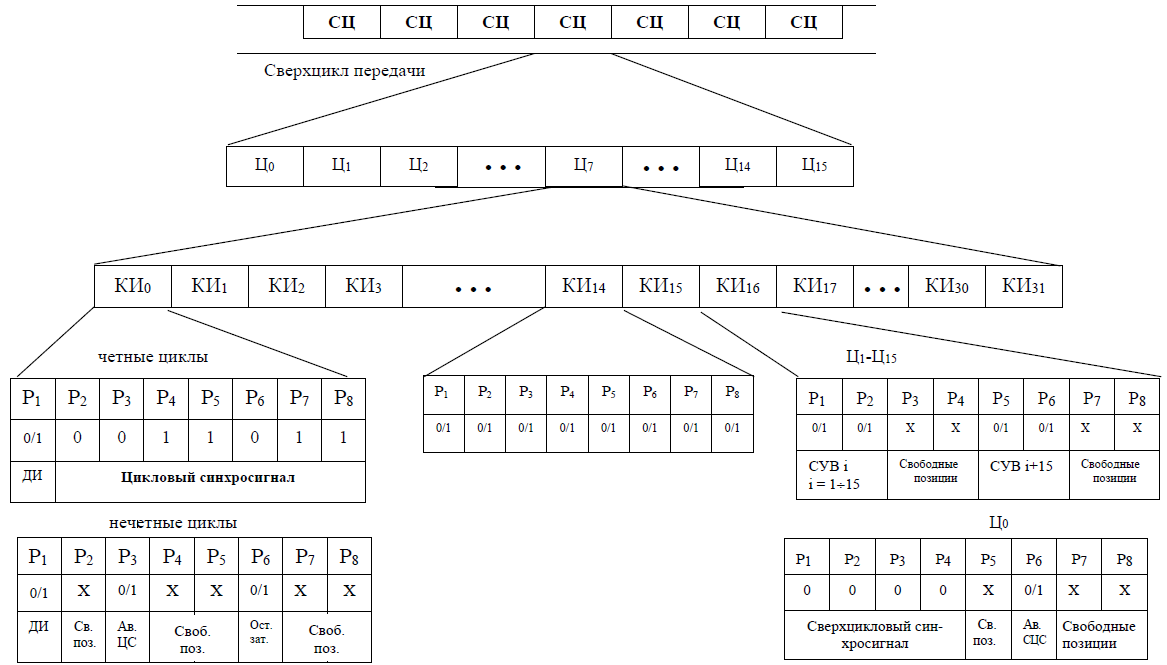 СЦ СЦ СЦ СЦ СЦ СЦ СЦ
Сверхцикл передачи
Ц0 Ц1 Ц2 • • • Ц7 • • • Ц14 Ц15
КИ0 КИ1 КИ2 КИ3 • • • КИ14 КИ15 КИ16 КИ17 • • • КИ30 КИ31
четные циклы
P1 P2 P3 P4 P5 P6 P7 P8
0/1 0 0 1 1 0 1 1
ДИ Цикловый синхросигнал
нечетные циклы
P1 P2 P3 P4 P5 P6 P7 P8
0/1 X 0/1 X X 0/1 X X
ДИ Св. Ав. Своб. Ост. Своб.
поз. ЦС поз. зат. поз.
P1 P2 P3 P4 P5 P6 P7 P8
0/1 0/1 0/1 0/1 0/1 0/1 0/1 0/1
Ц1-Ц15
P1 P2 P3 P4 P5 P6 P7 P8
0/1 0/1 X X 0/1 0/1 X X
СУВ i Свободные СУВ i+15 Свободные
i = 1÷15 позиции позиции
Ц0
P1 P2 P3 P4 P5 P6 P7 P8
0 0 0 0 X 0/1 X X
Сверхцикловый син- Св. Ав. Свободные
хросигнал поз. СЦС позиции